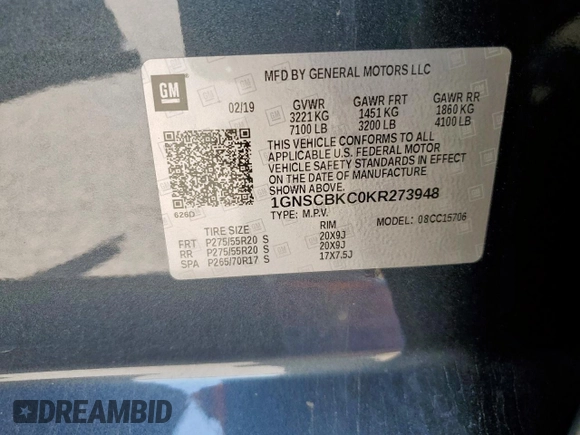 GM
MFD BY GENERAL MOTORS LLC
02/19 GVWR GAWR FRT GAWR RR
3221 KG 1451 KG 1860 KG
7100 LB 3200 LB 4100 LB
THIS VEHICLE CONFORMS TO ALL
APPLICABLE U.S. FEDERAL MOTOR
VEHICLE SAFETY STANDARDS IN EFFECT
ON THE DATE OF MANUFACTURE
SHOWN ABOVE.
1GNSCBKC0KR273948
626D TYPE: M.P.V. MODEL: 08CC15706
TIRE SIZE RIM
FRT P275/55R20 S 20X9J
RR P275/55R20 S 20X9J
SPA P265/70R17 S 17X7.5J
DREAMBID